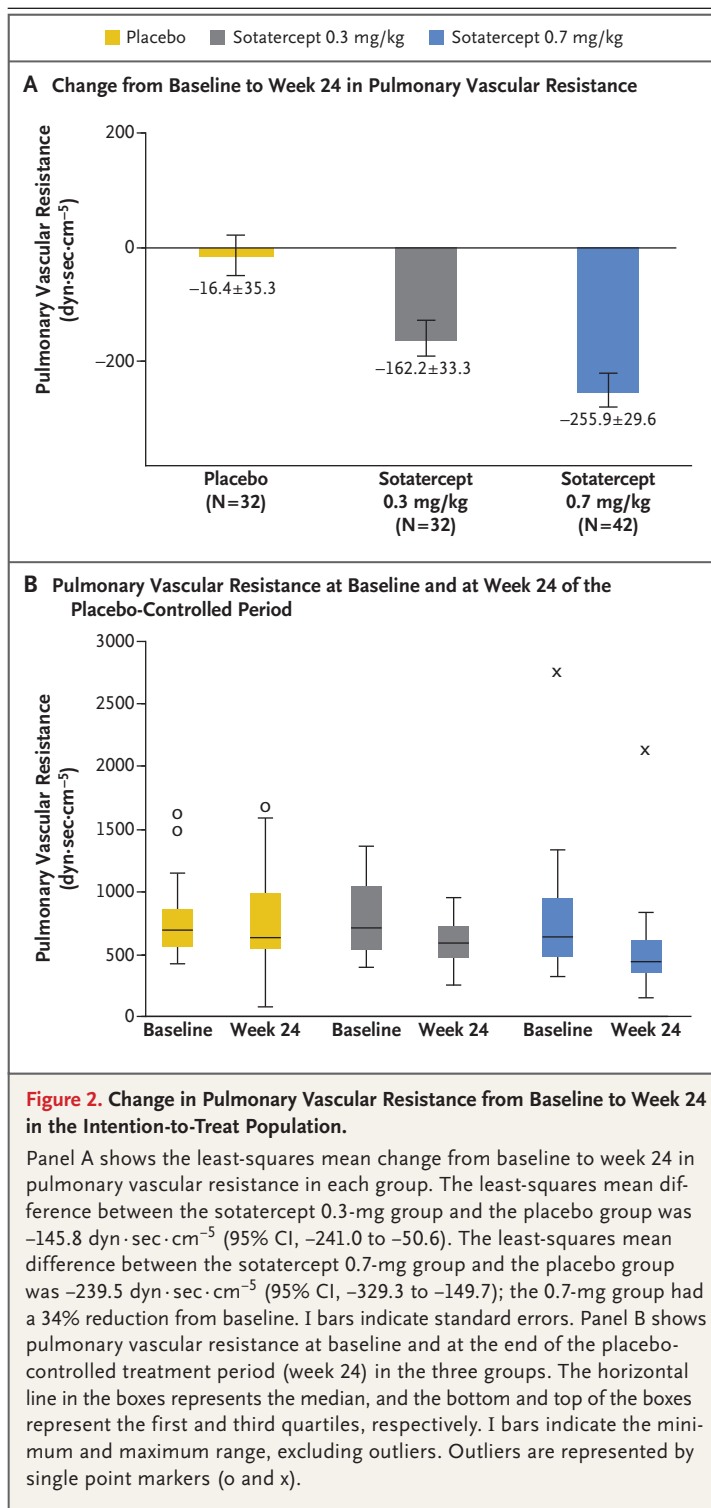 Placebo Sotatercept 0.3 mg/kg Sotatercept 0.7 mg/kg
A Change from Baseline to Week 24 in Pulmonary Vascular Resistance
Pulmonary Vascular Resistance
(dyn·sec·cm−5)
200
0
−200
−16.4±35.3
−162.2±33.3
−255.9±29.6
Placebo
(N=32)
Sotatercept
0.3 mg/kg
(N=32)
Sotatercept
0.7 mg/kg
(N=42)
B Pulmonary Vascular Resistance at Baseline and at Week 24 of the
Placebo-Controlled Period
Pulmonary Vascular Resistance
(dyn·sec·cm−5)
3000
2500
2000
1500
1000
500
0
Baseline Week 24 Baseline Week 24 Baseline Week 24
Figure 2. Change in Pulmonary Vascular Resistance from Baseline to Week 24
in the Intention-to-Treat Population.
Panel A shows the least-squares mean change from baseline to week 24 in
pulmonary vascular resistance in each group. The least-squares mean dif-
ference between the sotatercept 0.3-mg group and the placebo group was
−145.8 dyn·sec·cm−5 (95% CI, −241.0 to −50.6). The least-squares mean
difference between the sotatercept 0.7-mg group and the placebo group
was −239.5 dyn·sec·cm−5 (95% CI, −329.3 to −149.7); the 0.7-mg group had
a 34% reduction from baseline. I bars indicate standard errors. Panel B shows
pulmonary vascular resistance at baseline and at the end of the placebo-
controlled treatment period (week 24) in the three groups. The horizontal
line in the boxes represents the median, and the bottom and top of the boxes
represent the first and third quartiles, respectively. I bars indicate the mini-
mum and maximum range, excluding outliers. Outliers are represented by
single point markers (o and x).